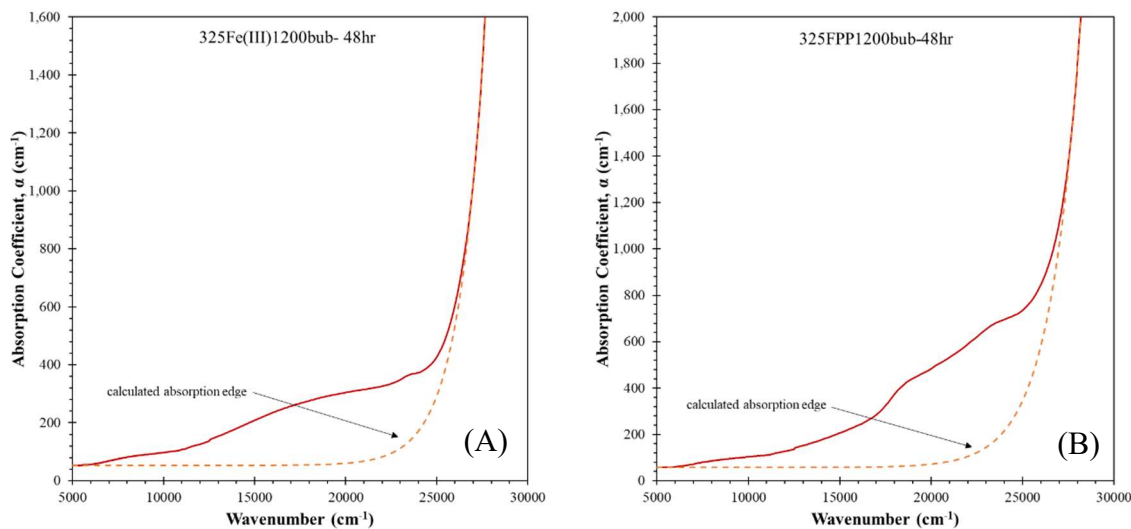 325Fe(III)1200bub- 48hr
Absorption Coefficient, α (cm-1)
1,600
1,400
1,200
1,000
800
600
400
200
0
calculated absorption edge
(A)
5000 10000 15000 20000 25000 30000
Wavenumber (cm-1)
325FPP1200bub-48hr
Absorption Coefficient, α (cm-1)
2,000
1,800
1,600
1,400
1,200
1,000
800
600
400
200
0
calculated absorption edge
(B)
5000 10000 15000 20000 25000 30000
Wavenumber (cm-1)